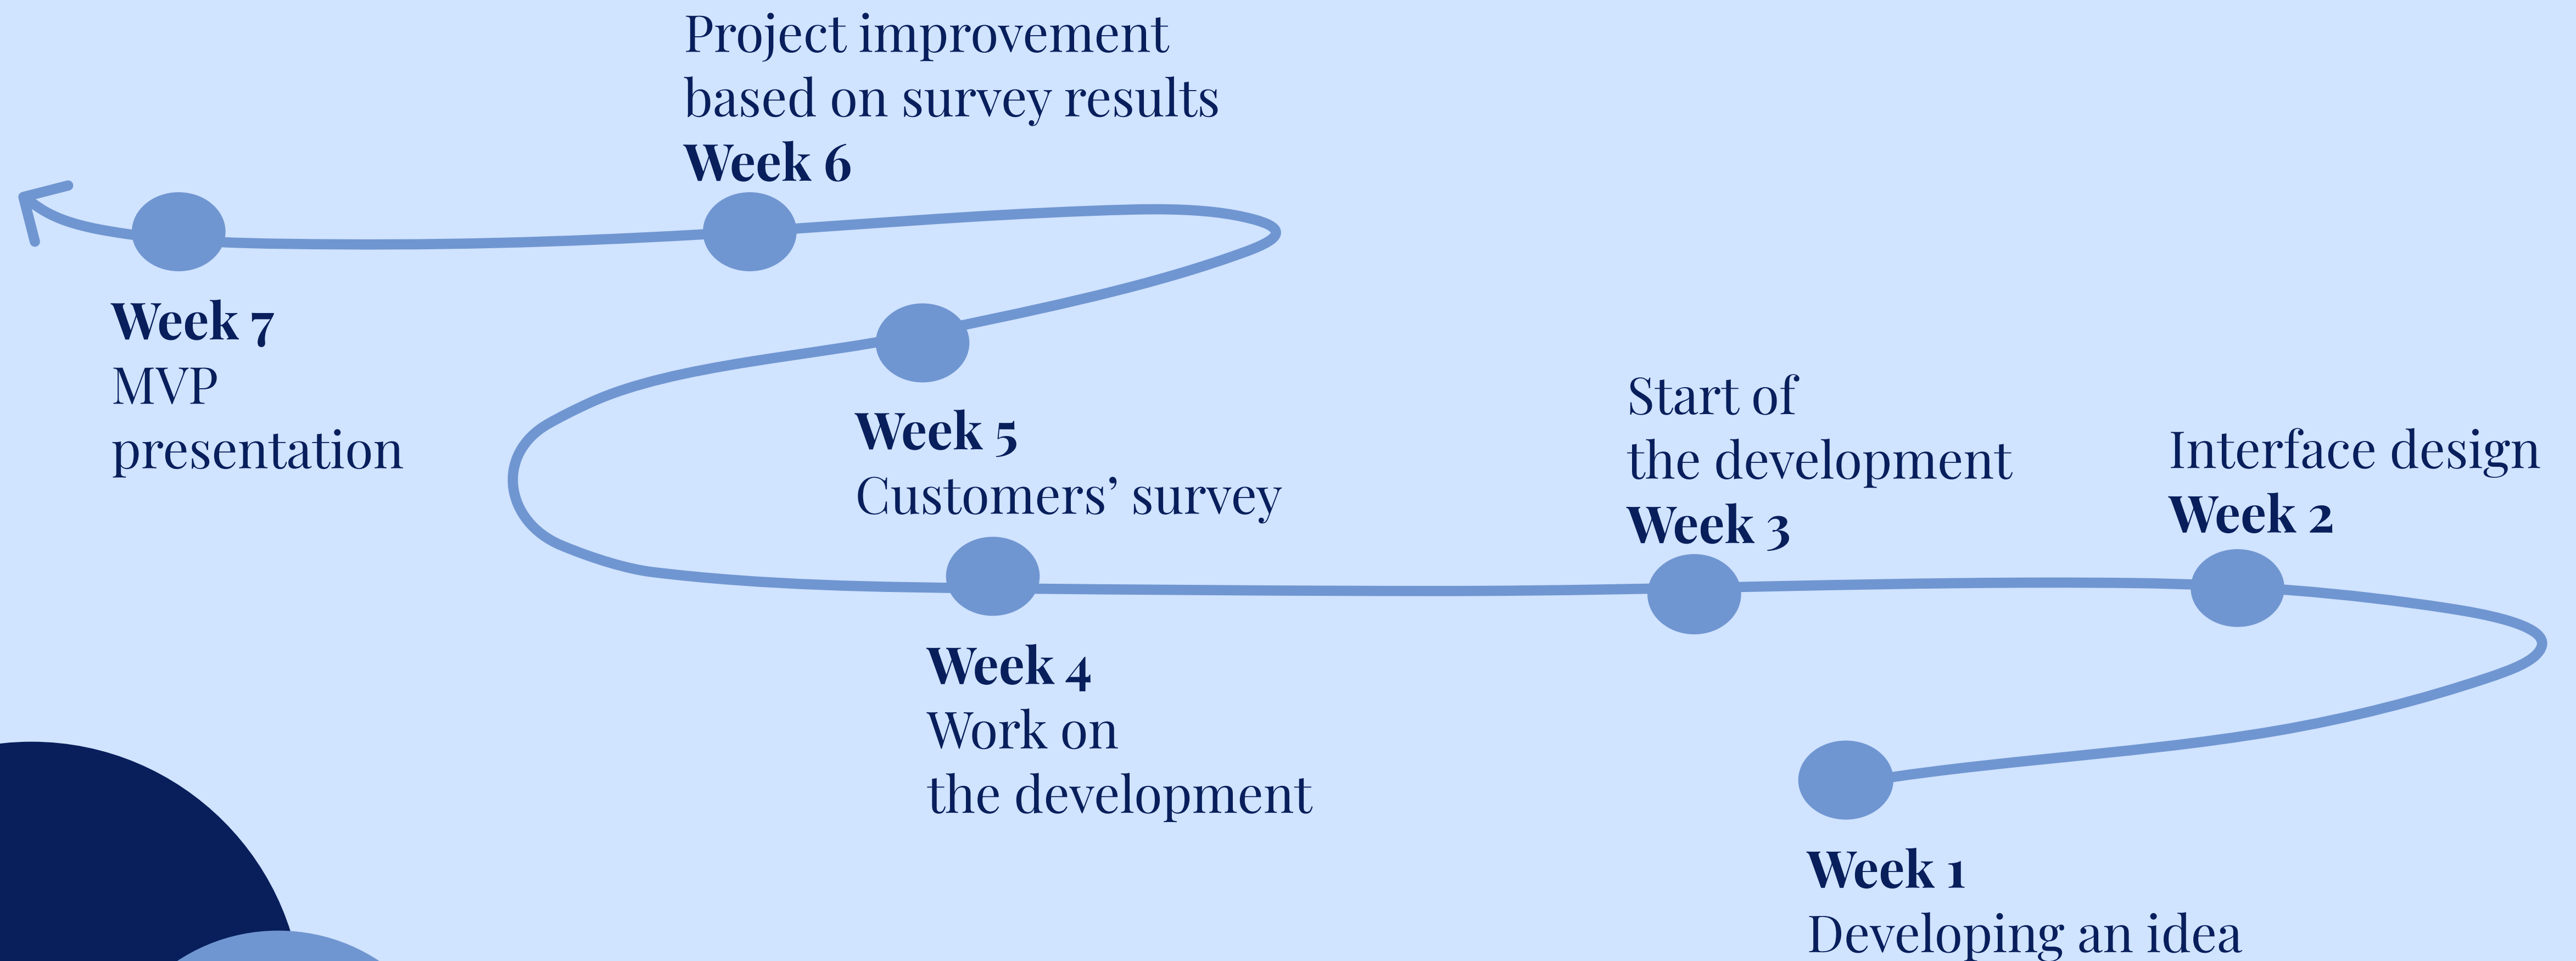 Project improvement
based on survey results
Week 6
Week 7
MVP
presentation
Week 5
Customers’ survey
Start of
the development
Week 3
Interface design
Week 2
Week 4
Work on
the development
Week 1
Developing an idea